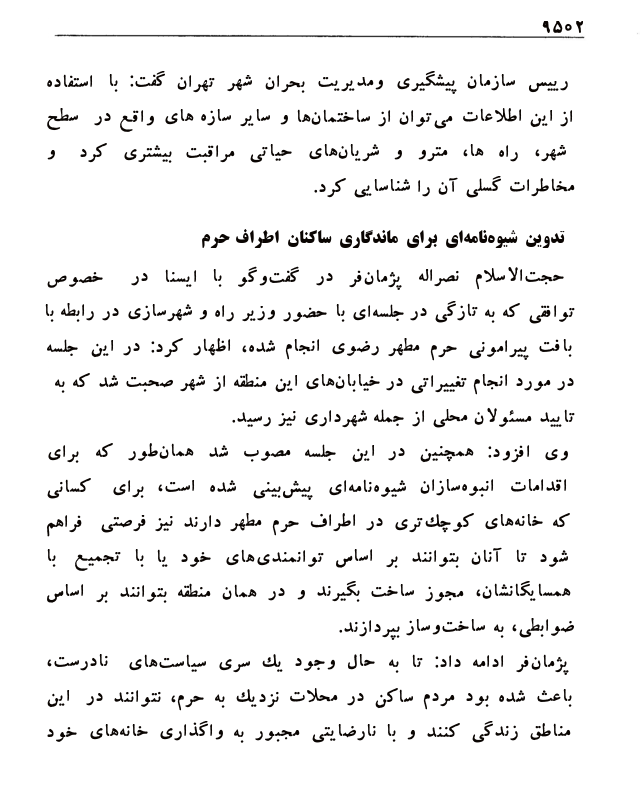 ۹۵۰۲
رییس سازمان پیشگیری ومدیریت بحران شهر تهران گفت: با استفاده
از این اطلاعات می‌توان از ساختمان‌ها و سایر سازه های واقع در سطح
شهر، راه ها، مترو و شریان‌های حیاتی مراقبت بیشتری کرد و
مخاطرات گسلی آن را شناسایی کرد.
تدوین شیوه‌نامه‌ای برای ماندگاری ساکنان اطراف حرم
حجت‌الاسلام نصراله پژمان‌فر در گفت‌وگو با ایسنا در خصوص
توافقی که به تازگی در جلسه‌ای با حضور وزیر راه و شهرسازی در رابطه با
بافت پیرامونی حرم مطهر رضوی انجام شده، اظهار کرد: در این جلسه
در مورد انجام تغییراتی در خیابان‌های این منطقه از شهر صحبت شد که به
تایید مسئولان محلی از جمله شهرداری نیز رسید.
وی افزود: همچنین در این جلسه مصوب شد همان‌طور که برای
اقدامات انبوه‌سازان شیوه‌نامه‌ای پیش‌بینی شده است، برای کسانی
که خانه‌های کوچک‌تری در اطراف حرم مطهر دارند نیز فرصتی فراهم
شود تا آنان بتوانند بر اساس توانمندی‌های خود یا با تجمیع با
همسایگانشان، مجوز ساخت بگیرند و در همان منطقه بتوانند بر اساس
ضوابطی، به ساخت‌وساز بپردازند.
پژمان‌فر ادامه داد: تا به حال وجود یک سری سیاست‌های نادرست،
باعث شده بود مردم ساکن در محلات نزدیک به حرم، نتوانند در این
مناطق زندگی کنند و با نارضایتی مجبور به واگذاری خانه‌های خود